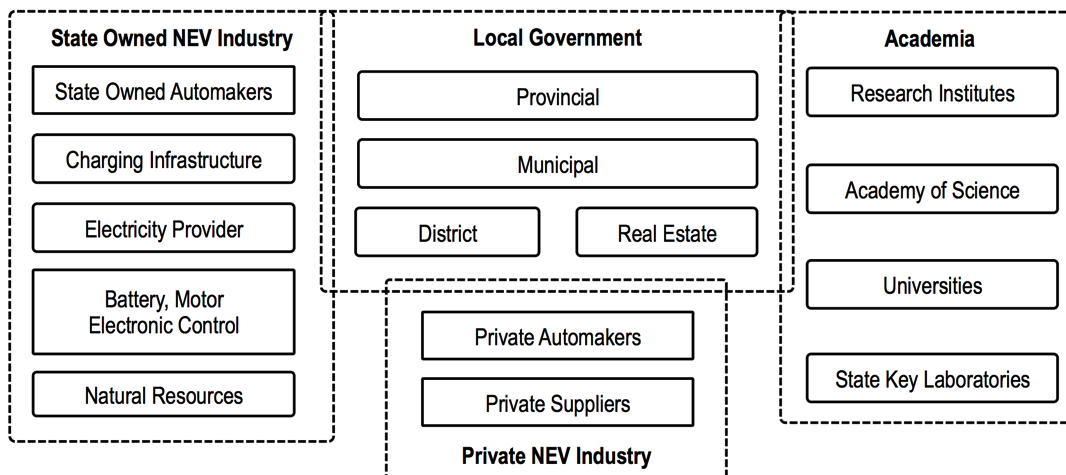 State Owned NEV Industry
State Owned Automakers
Charging Infrastructure
Electricity Provider
Battery, Motor
Electronic Control
Natural Resources
Local Government
Provincial
Municipal
District
Real Estate
Private Automakers
Private Suppliers
Private NEV Industry
Academia
Research Institutes
Academy of Science
Universities
State Key Laboratories